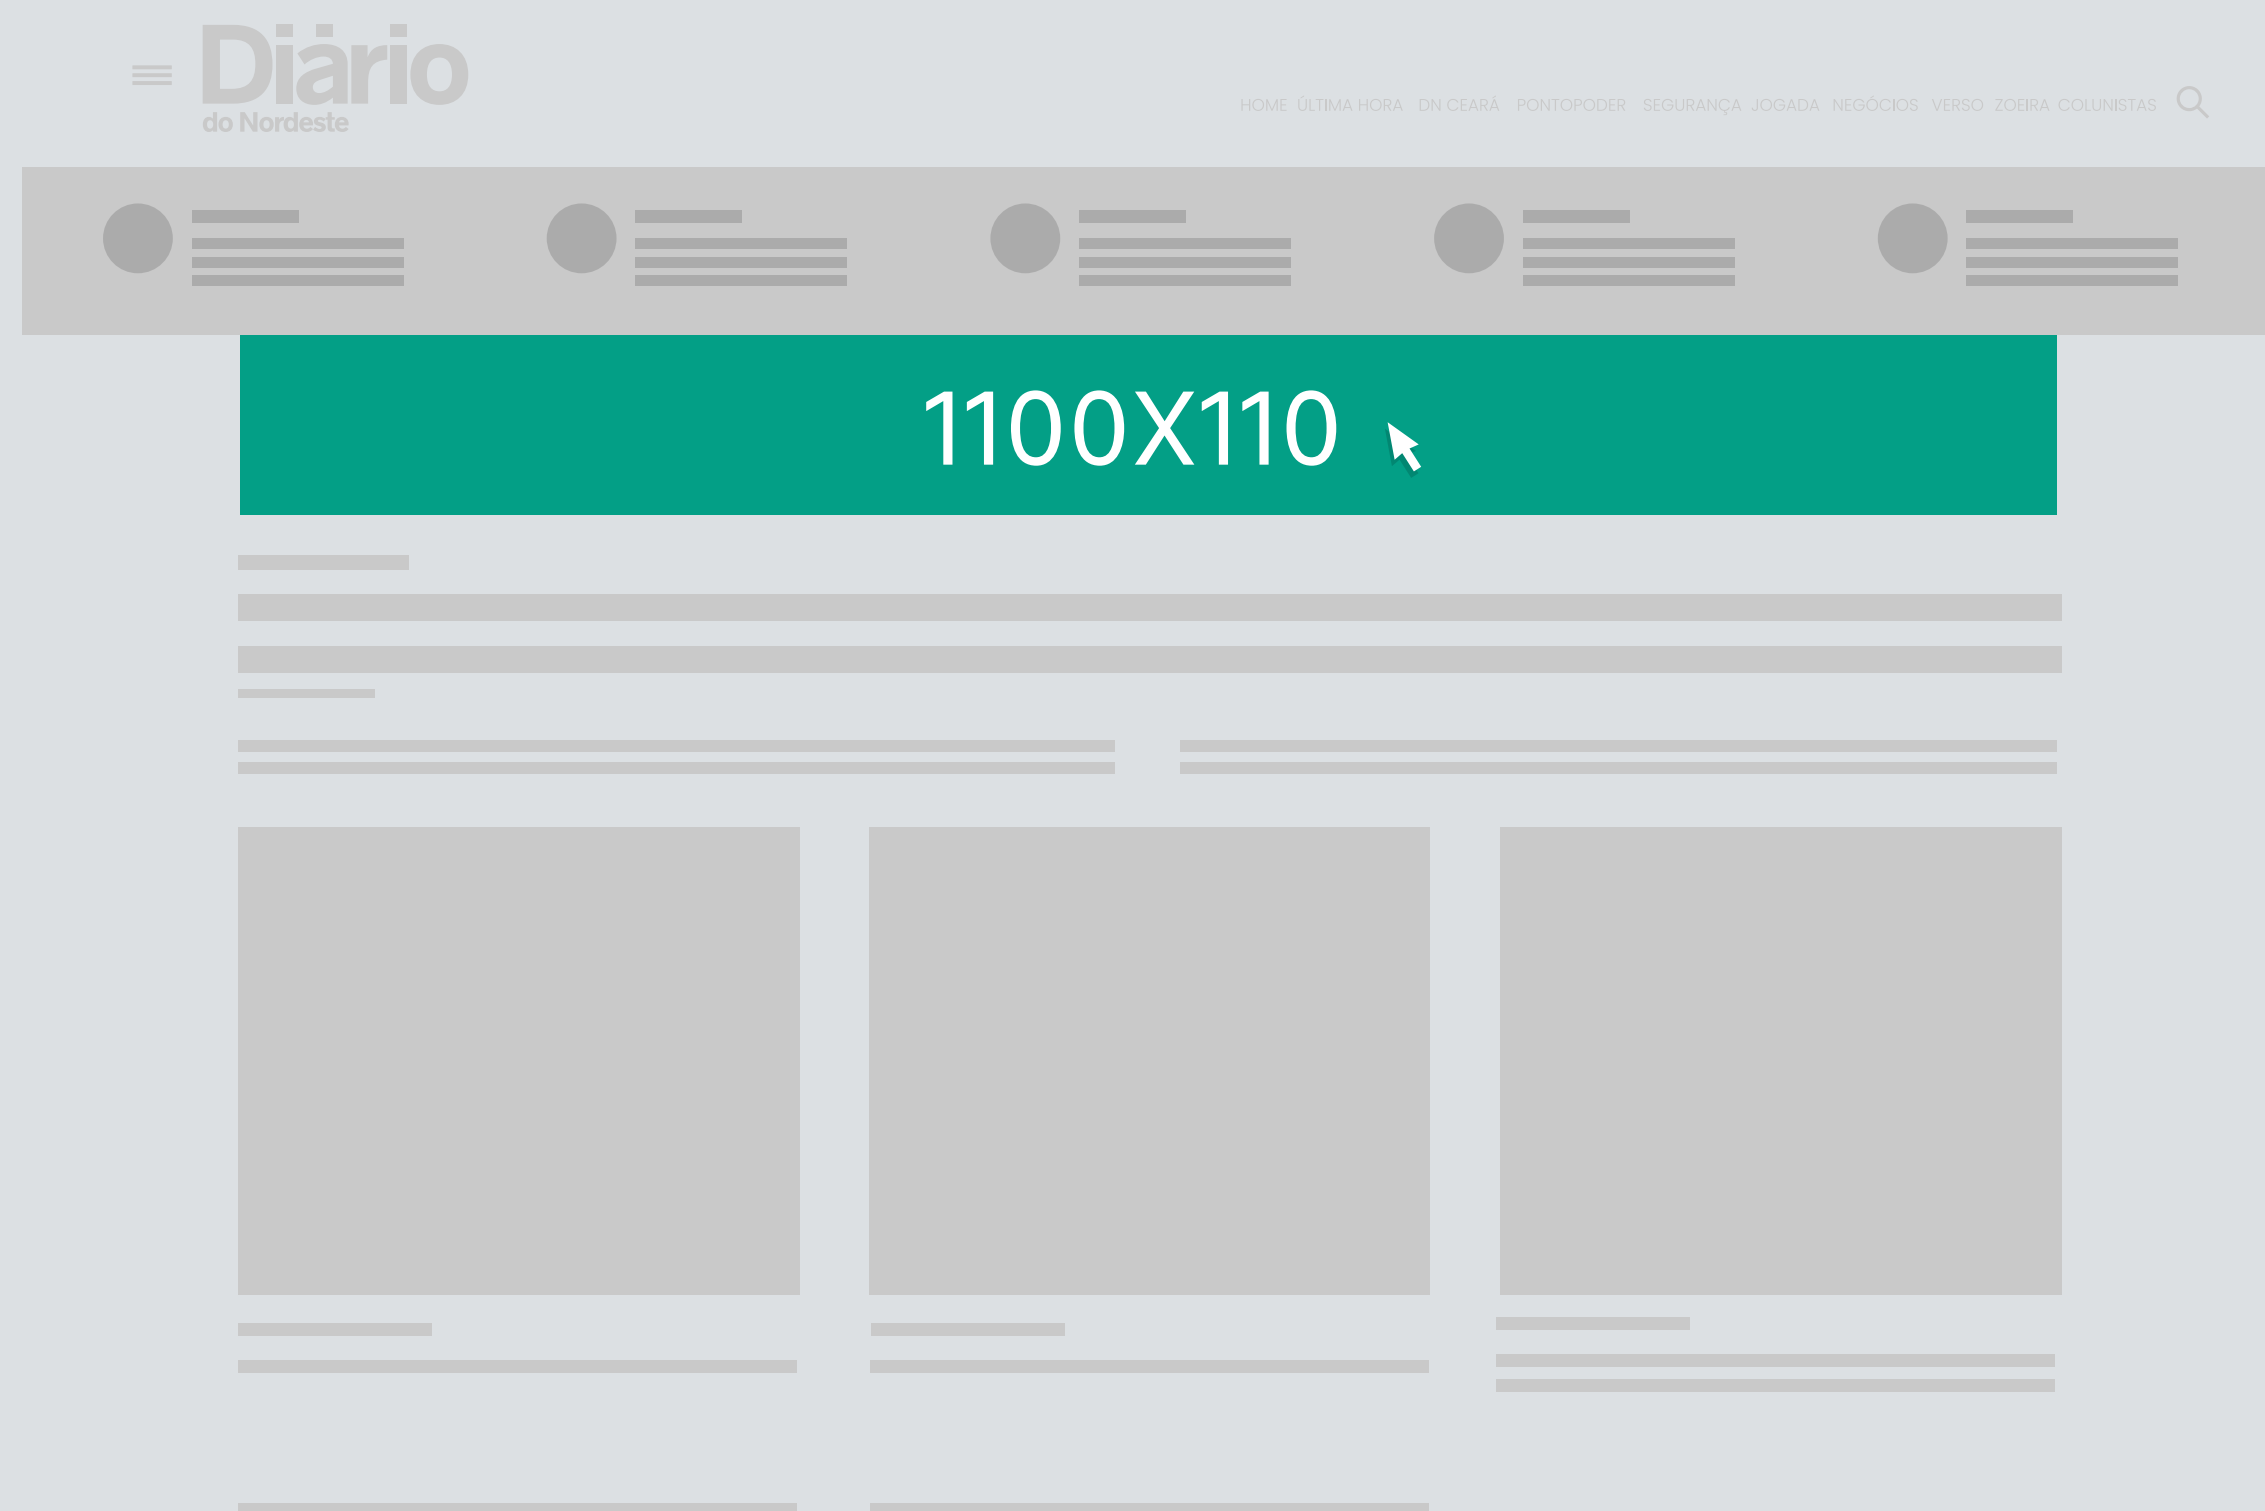 Diário
do Nordeste
HOME ÚLTIMA HORA DN CEARÁ PONTOPODER SEGURANÇA JOGADA NEGÓCIOS VERSO ZOEIRA COLUNISTAS
1100X110